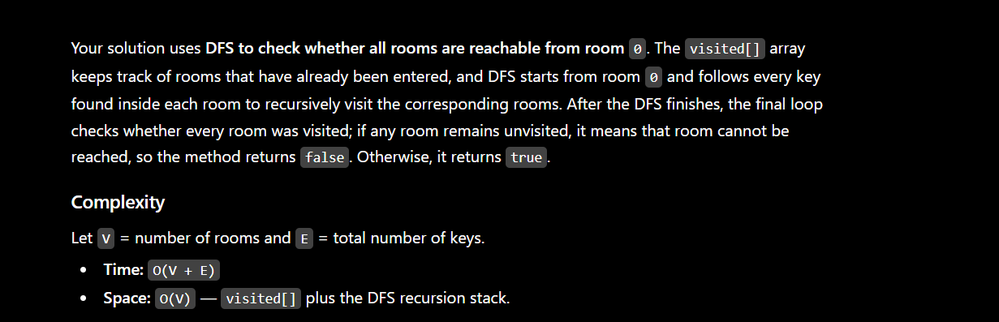 Your solution uses DFS to check whether all rooms are reachable from room 0. The visited[] array
keeps track of rooms that have already been entered, and DFS starts from room 0 and follows every key
found inside each room to recursively visit the corresponding rooms. After the DFS finishes, the final loop
checks whether every room was visited; if any room remains unvisited, it means that room cannot be
reached, so the method returns false. Otherwise, it returns true.
Complexity
Let V = number of rooms and E = total number of keys.
• Time: O(V + E)
• Space: O(V) — visited[] plus the DFS recursion stack.